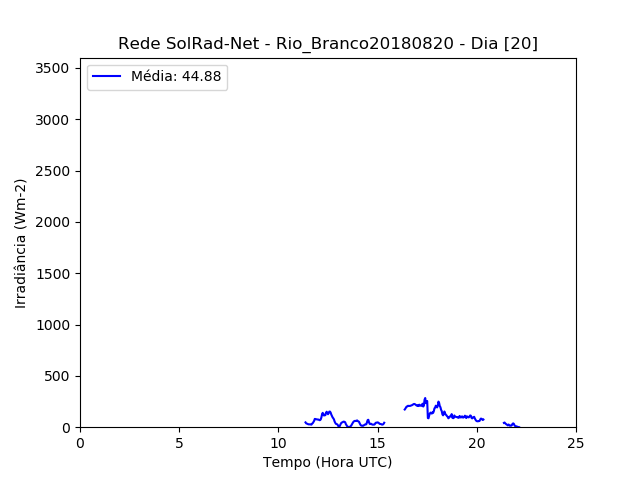 Rede SolRad-Net - Rio_Branco20180820 - Dia [20]
Média: 44.88
3500
3000
2500
2000
1500
1000
500
0
Irradiância (Wm-2)
0 5 10 15 20 25
Tempo (Hora UTC)